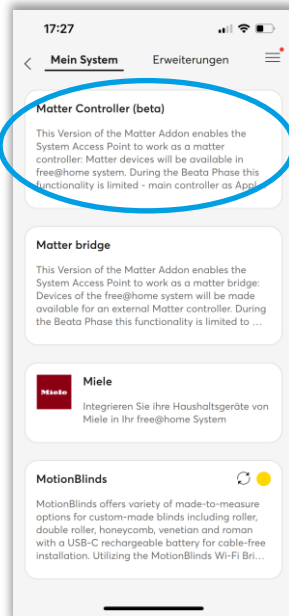 17:27
Mein System Erweiterungen
Matter Controller (beta)
This Version of the Matter Addon enables the
System Access Point to work as a matter
controller: Matter devices will be available in
free@home system. During the Beata Phase this
functionality is limited - main controller as Appl
Matter bridge
This Version of the Matter Addon enables the
System Access Point to work as a matter bridge:
Devices of the free@home system will be made
available for an external Matter controller. During
the Beata Phase this functionality is limited to ...
Miele
Miele
Integrieren Sie ihre Haushaltsgeräte von
Miele in Ihr free@home System
MotionBlinds
MotionBlinds offers variety of made-to-measure
options for custom-made blinds including roller,
double roller, honeycomb, venetian and roman
with a USB-C rechargeable battery for cable-free
installation. Utilizing the MotionBlinds Wi-Fi Bri...